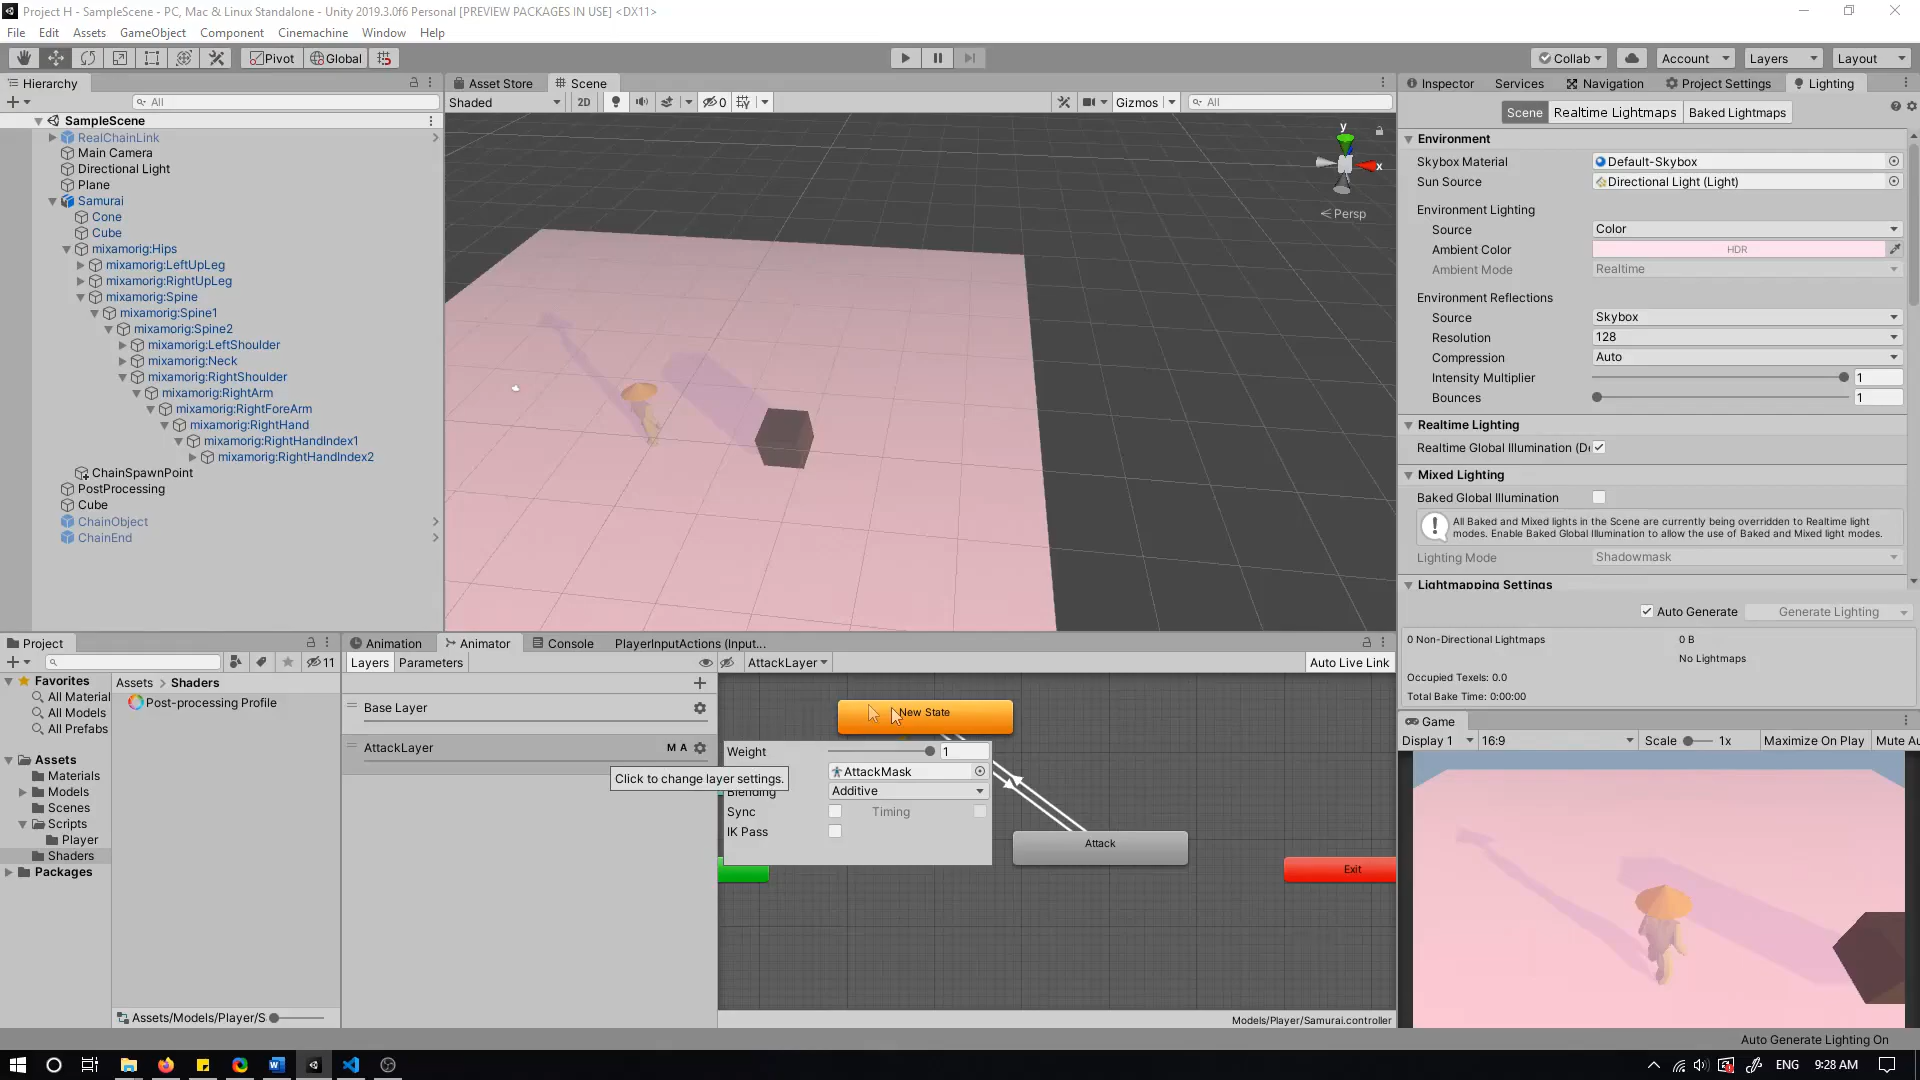 Project H - SampleScene - PC, Mac & Linux Standalone - Unity 2019.3.0f6 Personal [PREVIEW PACKAGES IN USE] <DX11>
File Edit Assets GameObject Component Cinemachine Window Help
Pivot Global Collab Account Layers Layout
Hierarchy
All
SampleScene
RealChainLink
Main Camera
Directional Light
Plane
Samurai
Cone
Cube
mixamorig:Hips
mixamorig:LeftUpLeg
mixamorig:RightUpLeg
mixamorig:Spine
mixamorig:Spine1
mixamorig:Spine2
mixamorig:LeftShoulder
mixamorig:Neck
mixamorig:RightShoulder
mixamorig:RightArm
mixamorig:RightForeArm
mixamorig:RightHand
mixamorig:RightHandIndex1
mixamorig:RightHandIndex2
ChainSpawnPoint
PostProcessing
Cube
ChainObject
ChainEnd
Asset Store Scene
Shaded 2D 0 Gizmos All
y
x
Persp
Inspector Services Navigation Project Settings Lighting
Scene Realtime Lightmaps Baked Lightmaps
Environment
Skybox Material Default-Skybox
Sun Source Directional Light (Light)
Environment Lighting
Source Color
Ambient Color HDR
Ambient Mode Realtime
Environment Reflections
Source Skybox
Resolution 128
Compression Auto
Intensity Multiplier 1
Bounces 1
Realtime Lighting
Realtime Global Illumination (D
Mixed Lighting
Baked Global Illumination
All Baked and Mixed lights in the Scene are currently being overridden to Realtime light
modes. Enable Baked Global Illumination to allow the use of Baked and Mixed light modes.
Lighting Mode Shadowmask
Lightmapping Settings
Auto Generate Generate Lighting
0 Non-Directional Lightmaps 0 B
No Lightmaps
Occupied Texels: 0.0
Total Bake Time: 0:00:00
Project
11
Favorites
All Material
All Models
All Prefabs
Assets
Materials
Models
Scenes
Scripts
Player
Shaders
Packages
Assets > Shaders
Post-processing Profile
Assets/Models/Player/S
Animation Animator Console PlayerInputActions (Input...
Layers Parameters AttackLayer Auto Live Link
Base Layer
AttackLayer M A
Weight 1
AttackMask
Click to change layer settings.
Blending Additive
Sync Timing
IK Pass
New State
Attack
Exit
Models/Player/Samurai.controller
Game
Display 1 16:9 Scale 1x Maximize On Play Mute Au
Auto Generate Lighting On
ENG 9:28 AM